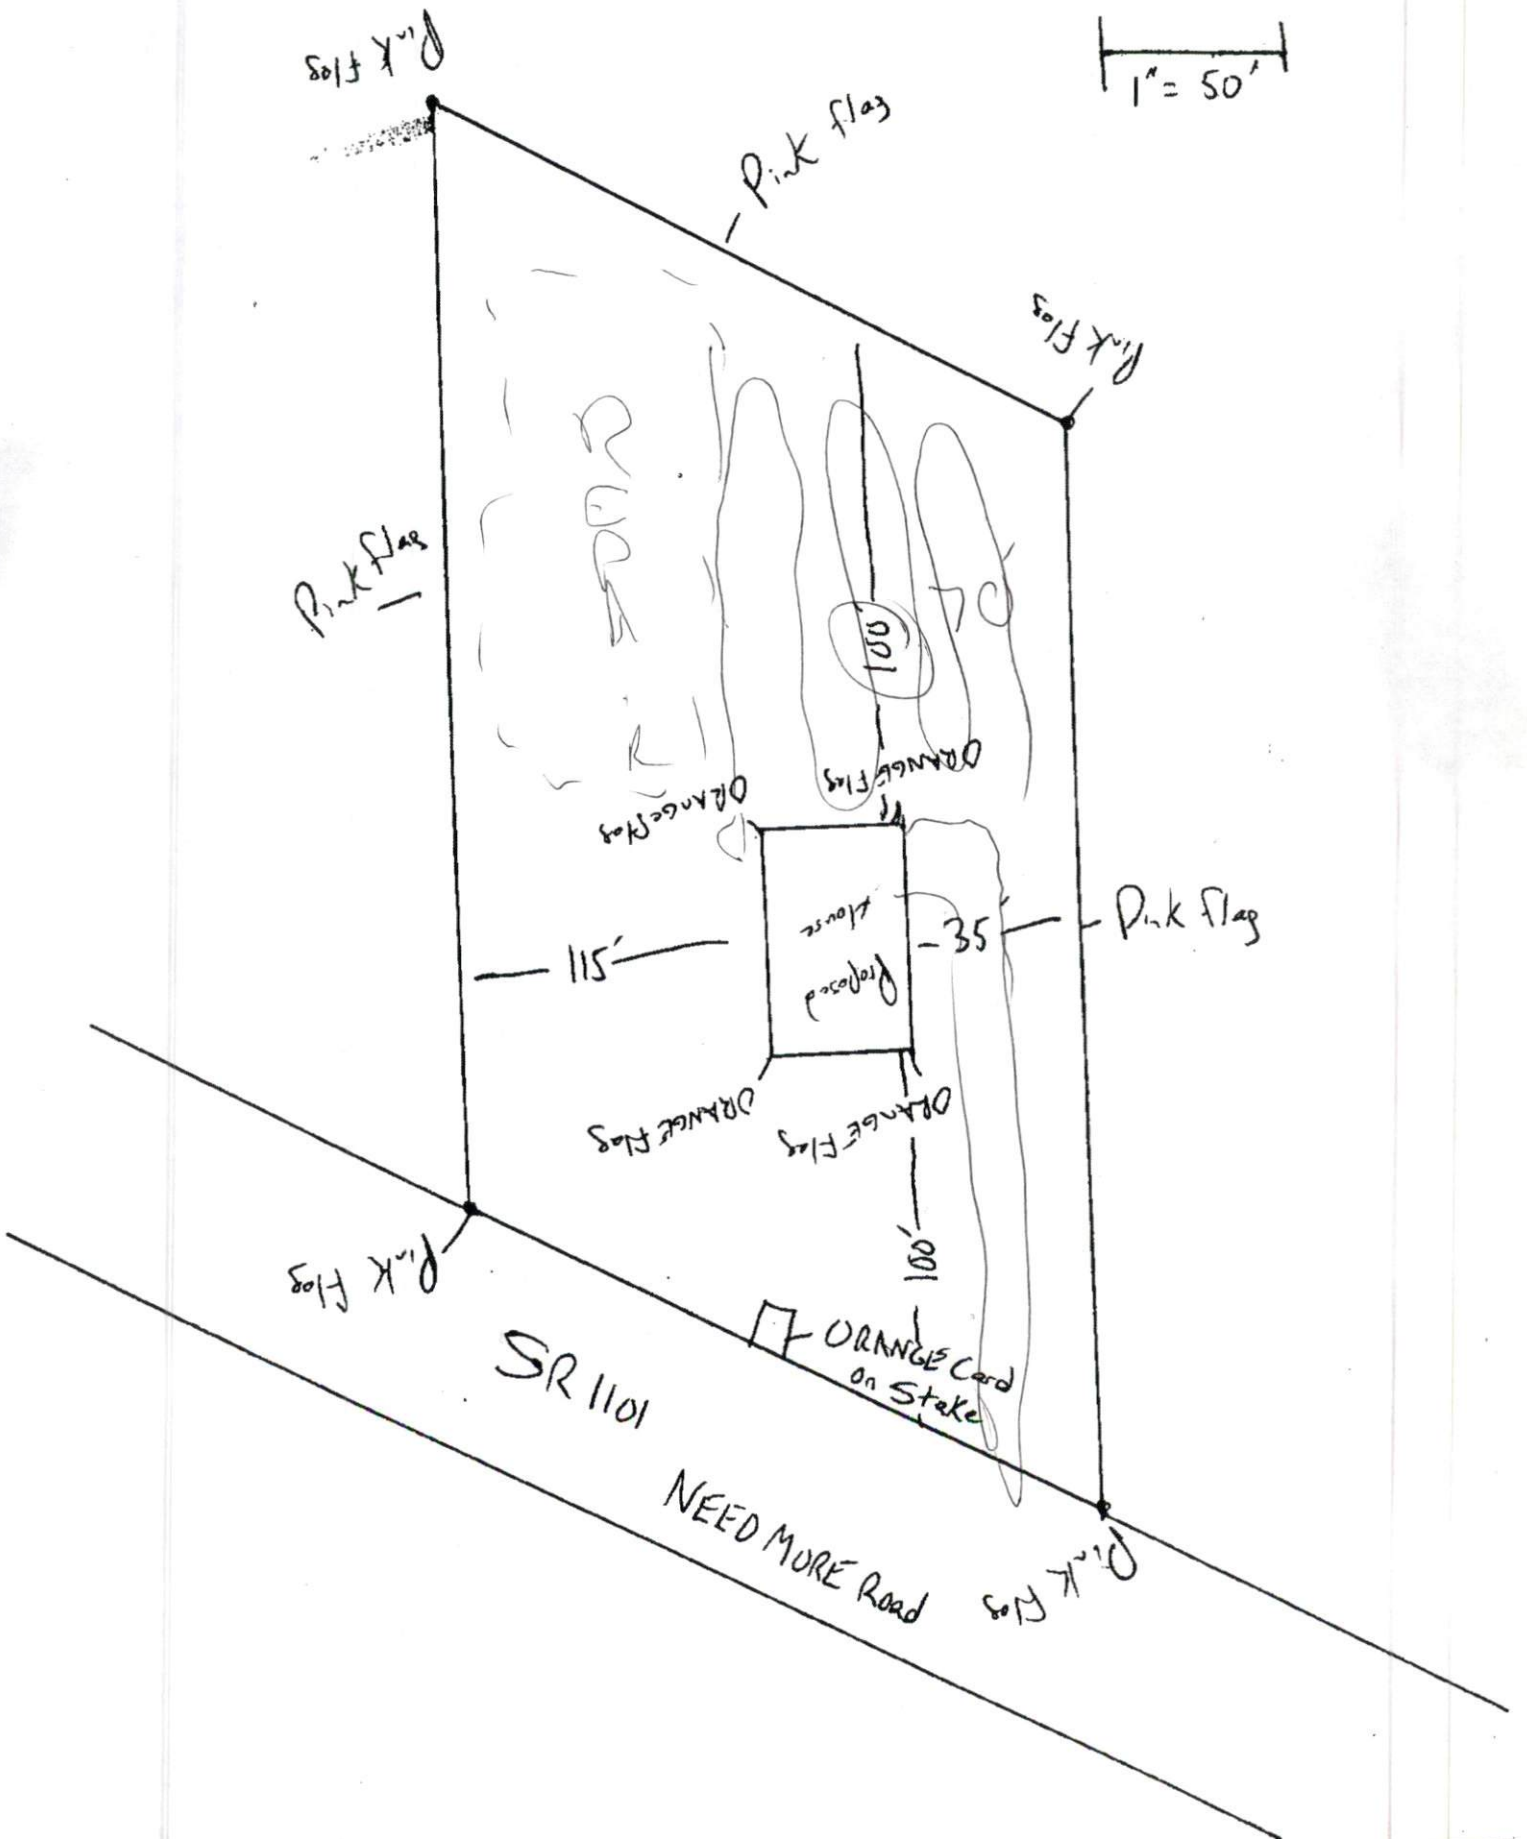 Pink Flag
1" = 50'
Pink flag
Pink Flag
REPA
R
Pink flag
70
100
ORANGE Flag
ORANGE Flag
House
Proposed
115'
35'
Pink Flag
ORANGE Flag
ORANGE Flag
100'
Pink Flag
ORANGE Card
on Stake
SR 1101
NEED MORE Road
Pink Flag